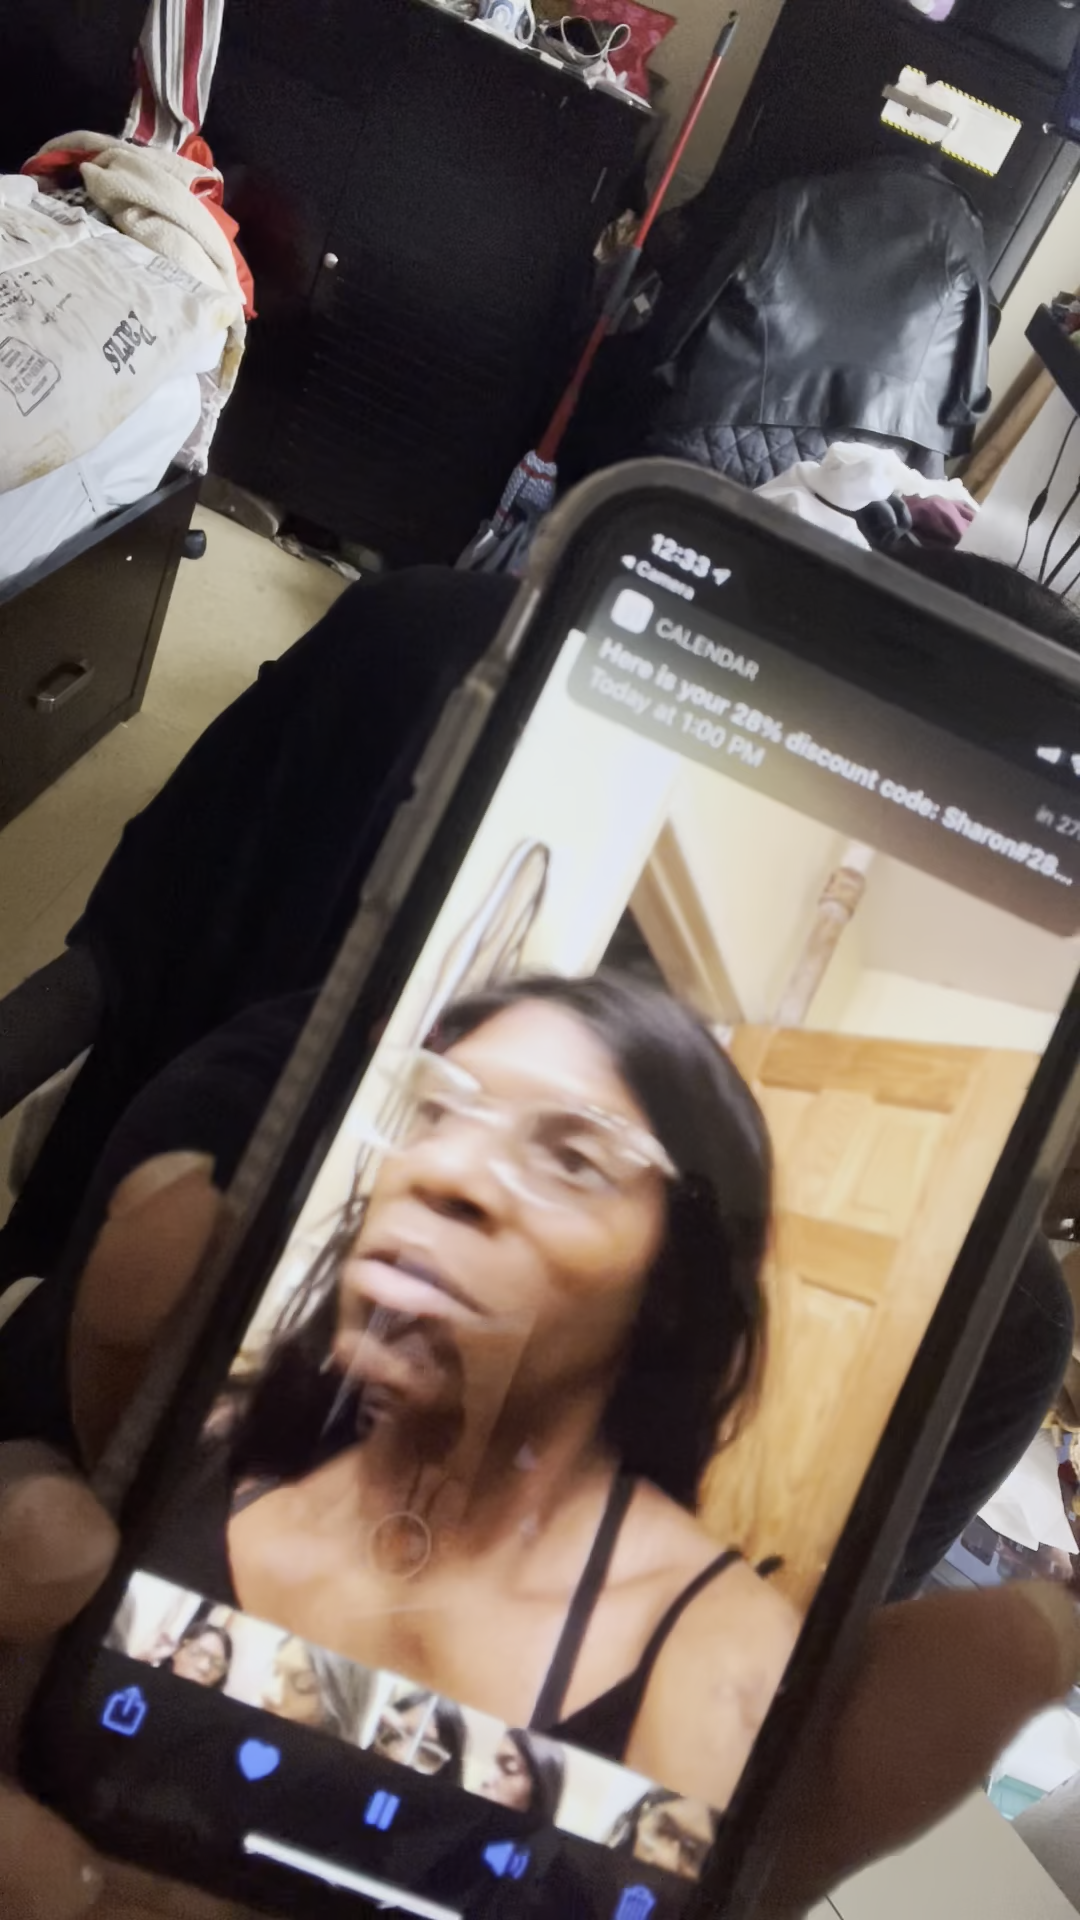 Paris
12:33
◀ Camera
CALENDAR
Here is your 28% discount code: Sharon#28...
Today at 1:00 PM
in 27